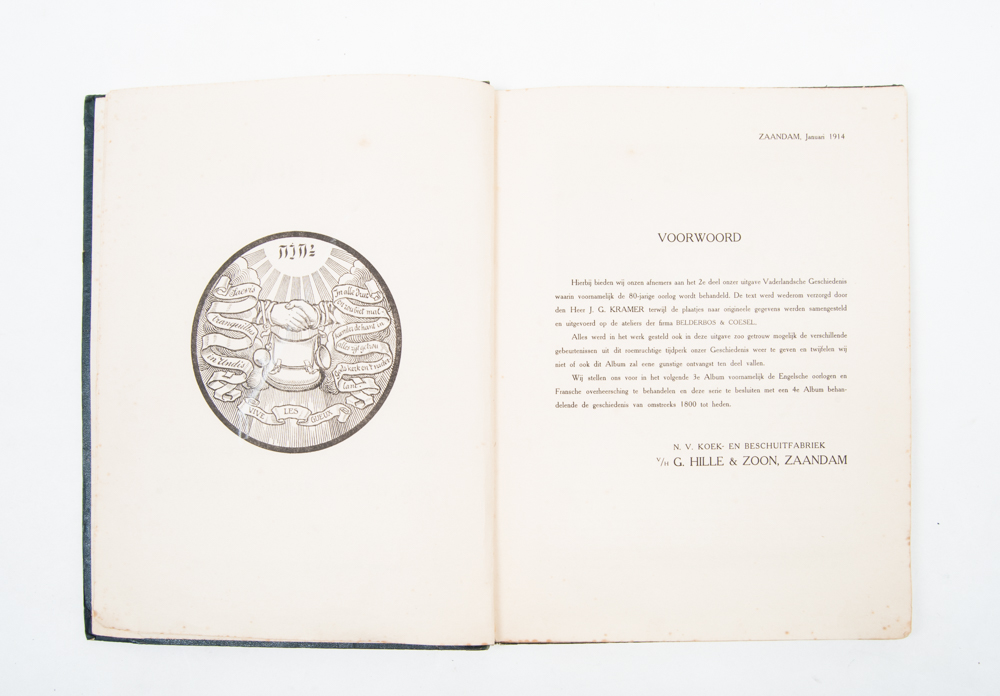 Saevis
tranquillus
in Undis
VIVE LES GUEUX
ZAANDAM, Januari 1914
VOORWOORD
Hierbij bieden wij onzen afnemers aan het 2e deel onzer uitgave Vaderlandsche Geschiedenis
waarin voornamelijk de 80-jarige oorlog wordt behandeld. De text werd wederom verzorgd door
den Heer J. G. KRAMER terwijl de plaatjes naar origineele gegevens werden samengesteld
en uitgevoerd op de ateliers der firma BELDERBOS & COESEL.
Alles werd in het werk gesteld ook in deze uitgave zoo getrouw mogelijk de verschillende
gebeurtenissen uit dit roemruchtige tijdperk onzer Geschiedenis weer te geven en twijfelen wij
niet of ook dit Album zal eene gunstige ontvangst ten deel vallen.
Wij stellen ons voor in het volgende 3e Album voornamelijk de Engelsche oorlogen en
Fransche overheersching te behandelen en deze serie te besluiten met een 4e Album behan-
delende de geschiedenis van omstreeks 1800 tot heden.
N. V. KOEK- EN BESCHUITFABRIEK
V/H G. HILLE & ZOON, ZAANDAM